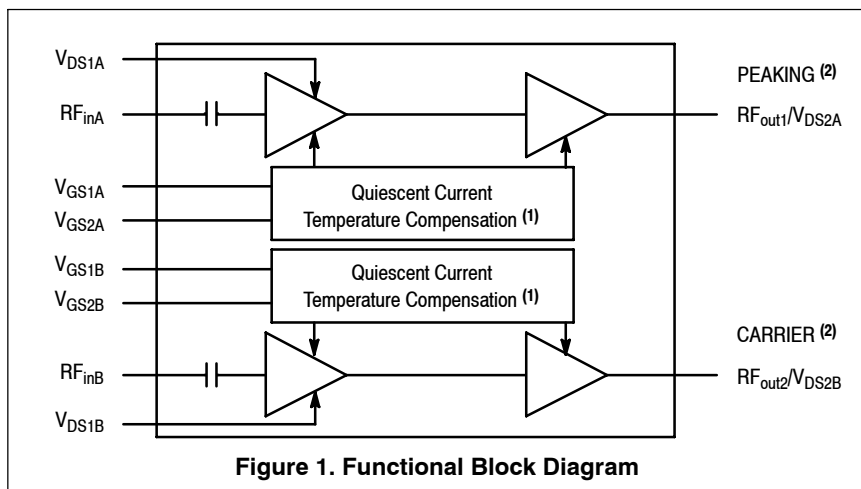 V_DS1A
PEAKING (2)
RF_inA
RF_out1/V_DS2A
V_GS1A
Quiescent Current
V_GS2A
Temperature Compensation (1)
V_GS1B
Quiescent Current
V_GS2B
Temperature Compensation (1)
CARRIER (2)
RF_inB
RF_out2/V_DS2B
V_DS1B
Figure 1. Functional Block Diagram